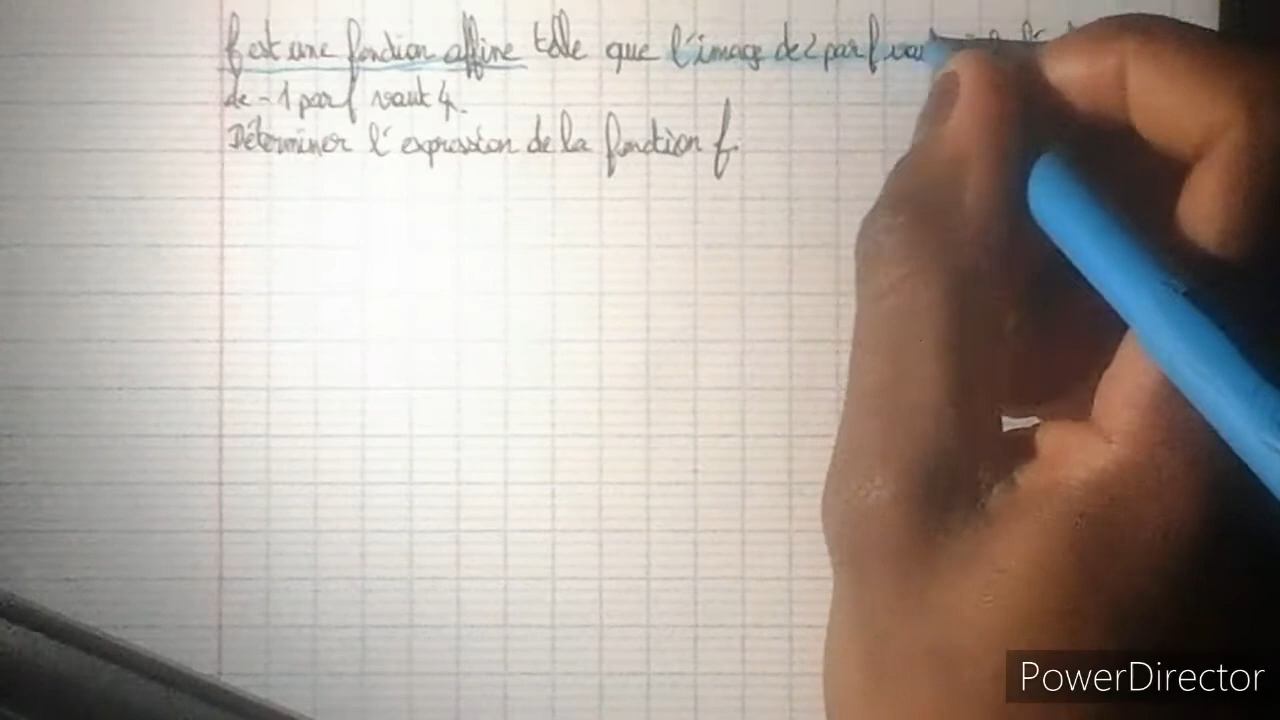 f est une fonction affine telle que l'image de 2 par f
de -1 par f vaut 4.
Déterminer l'expression de la fonction f.
PowerDirector